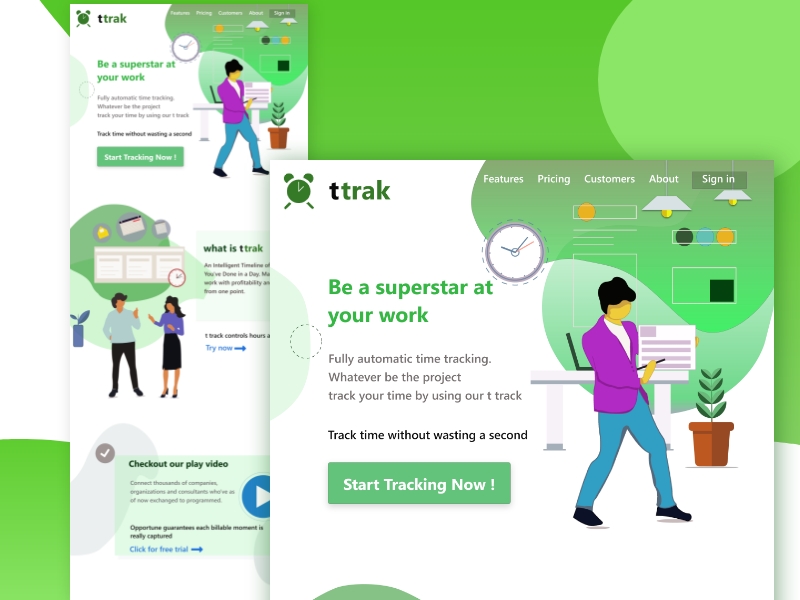 ttrak
Features Pricing Customers About Sign in
Be a superstar at
your work
Fully automatic time tracking.
Whatever be the project
track your time by using our t trak
Track time without wasting a second
Start Tracking Now !
what is ttrak
An Intelligent Timeline of
You've Done in a Day. Ma
work with profitability an
from one point.
t track controls hours a
Try now
Checkout our play video
Connect thousands of companies,
organizations and consultants who've as
of now exchanged to programmed.
Opportune guarantees each billable moment is
really captured
Click for free trial
ttrak
Features Pricing Customers About Sign in
Be a superstar at
your work
Fully automatic time tracking.
Whatever be the project
track your time by using our t track
Track time without wasting a second
Start Tracking Now !